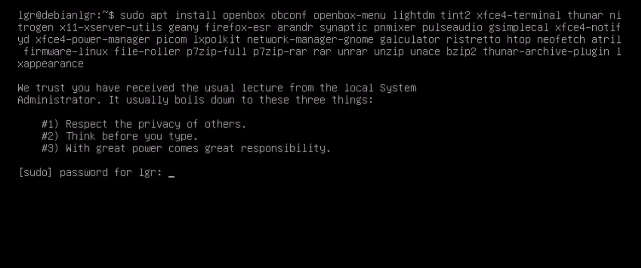 lgr@debianlgr:~$ sudo apt install openbox obconf openbox-menu lightdm tint2 xfce4-terminal thunar ni
trogen x11-xserver-utils geany firefox-esr arandr synaptic pnmixer pulseaudio gsimplecal xfce4-notif
yd xfce4-power-manager picom lxpolkit network-manager-gnome galculator ristretto htop neofetch atril
 firmware-linux file-roller p7zip-full p7zip-rar rar unrar unzip unace bzip2 thunar-archive-plugin l
xappearance
We trust you have received the usual lecture from the local System
Administrator. It usually boils down to these three things:
#1) Respect the privacy of others.
#2) Think before you type.
#3) With great power comes great responsibility.
[sudo] password for lgr: _